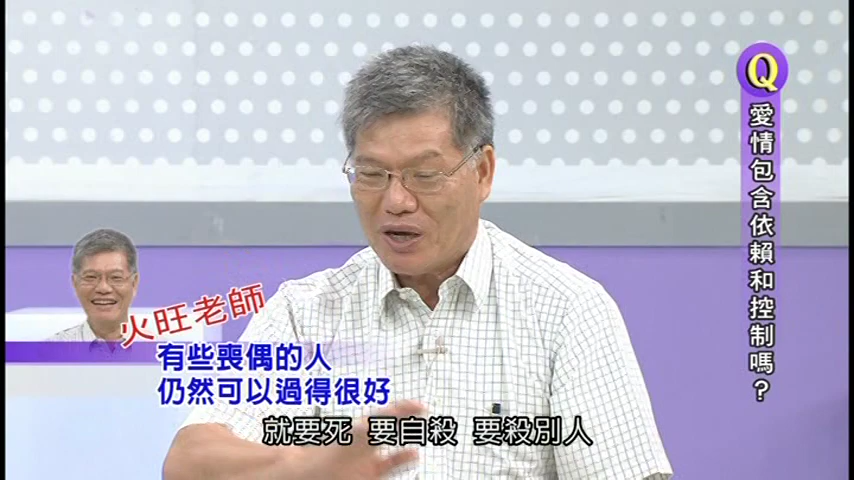 Q
愛情包含依賴和控制嗎？
火旺老師
有些喪偶的人
仍然可以過得很好
就要死 要自殺 要殺別人